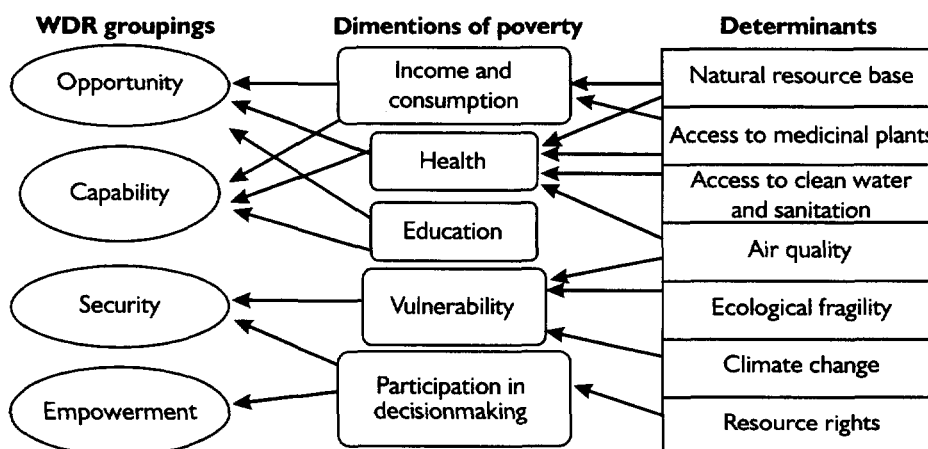 WDR groupings
Dimentions of poverty
Determinants
Opportunity
Capability
Security
Empowerment
Income and
consumption
Health
Education
Vulnerability
Participation in
decisionmaking
Natural resource base
Access to medicinal plants
Access to clean water
and sanitation
Air quality
Ecological fragility
Climate change
Resource rights